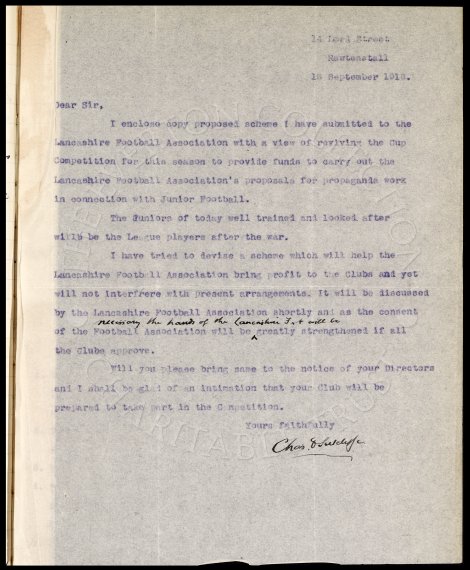 14 Lord Street
Rawtenstall
18 September 1918.
Dear Sir,
I enclose copy proposed scheme I have submitted to the
Lancashire Football Association with a view of reviving the Cup
Competition for this season to provide funds to carry out the
Lancashire Football Association's proposals for propaganda work
in connection with Junior Football.
The Juniors of today well trained and looked after
will be the League players after the war.
I have tried to devise a scheme which will help the
Lancashire Football Association bring profit to the Clubs and yet
will not interfere with present arrangements. It will be discussed
by the Lancashire Football Association shortly and as the consent
necessary the hands of the Lancashire F.A will be
of the Football Association will be greatly strengthened if all
the Clubs approve.
Will you please bring same to the notice of your Directors
and I shall be glad of an intimation that your Club will be
prepared to take part in the C mpetition.
Yours faithfully
Chas. E Sutcliffe